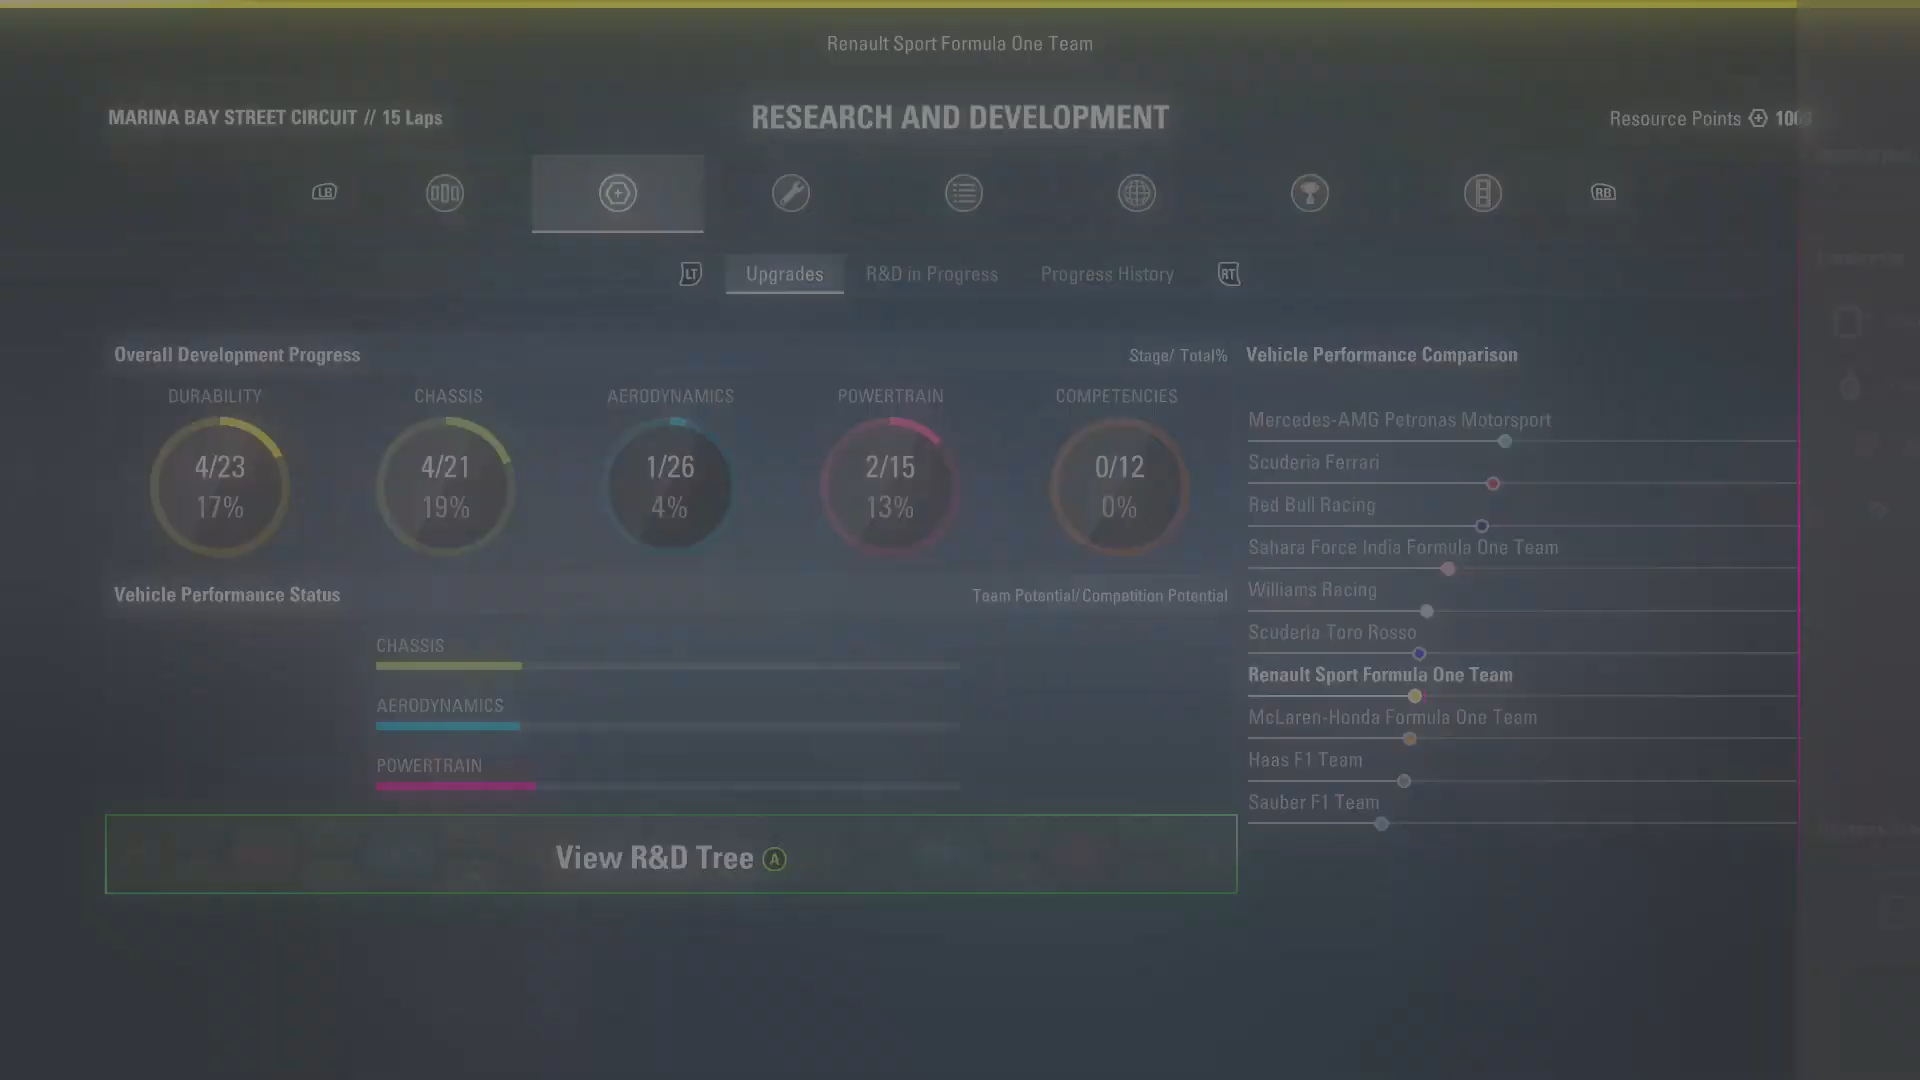 Renault Sport Formula One Team
MARINA BAY STREET CIRCUIT // 15 Laps
RESEARCH AND DEVELOPMENT
Resource Points
LB
RB
LT
Upgrades
R&D in Progress
Progress History
RT
Overall Development Progress
Stage/ Total%
DURABILITY
CHASSIS
AERODYNAMICS
POWERTRAIN
COMPETENCIES
4/23
4/21
1/26
2/15
0/12
17%
19%
4%
13%
0%
Vehicle Performance Status
Team Potential/Competition Potential
CHASSIS
AERODYNAMICS
POWERTRAIN
View R&D Tree A
Vehicle Performance Comparison
Mercedes-AMG Petronas Motorsport
Scuderia Ferrari
Red Bull Racing
Sahara Force India Formula One Team
Williams Racing
Scuderia Toro Rosso
Renault Sport Formula One Team
McLaren-Honda Formula One Team
Haas F1 Team
Sauber F1 Team